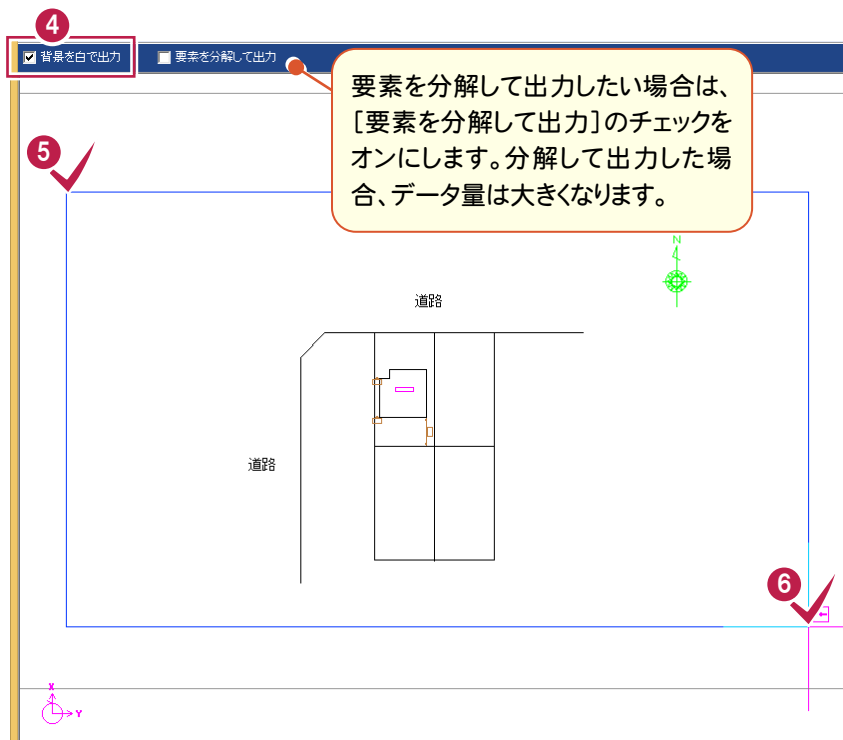 4
背景を白で出力
要素を分解して出力
要素を分解して出力したい場合は、
［要素を分解して出力］のチェックを
オンにします。分解して出力した場
合、データ量は大きくなります。
5
N
道路
道路
6
X
Y